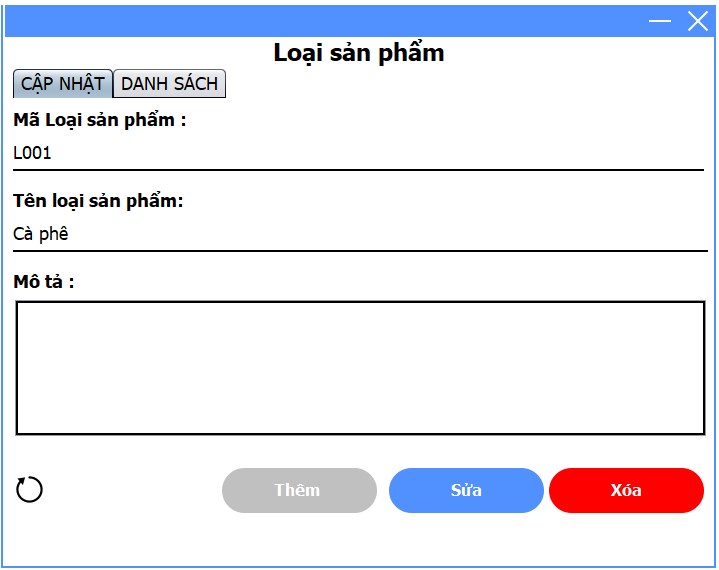 Loại sản phẩm
CẬP NHẬT DANH SÁCH
Mã Loại sản phẩm :
L001
Tên loại sản phẩm:
Cà phê
Mô tả :
Thêm Sửa Xóa